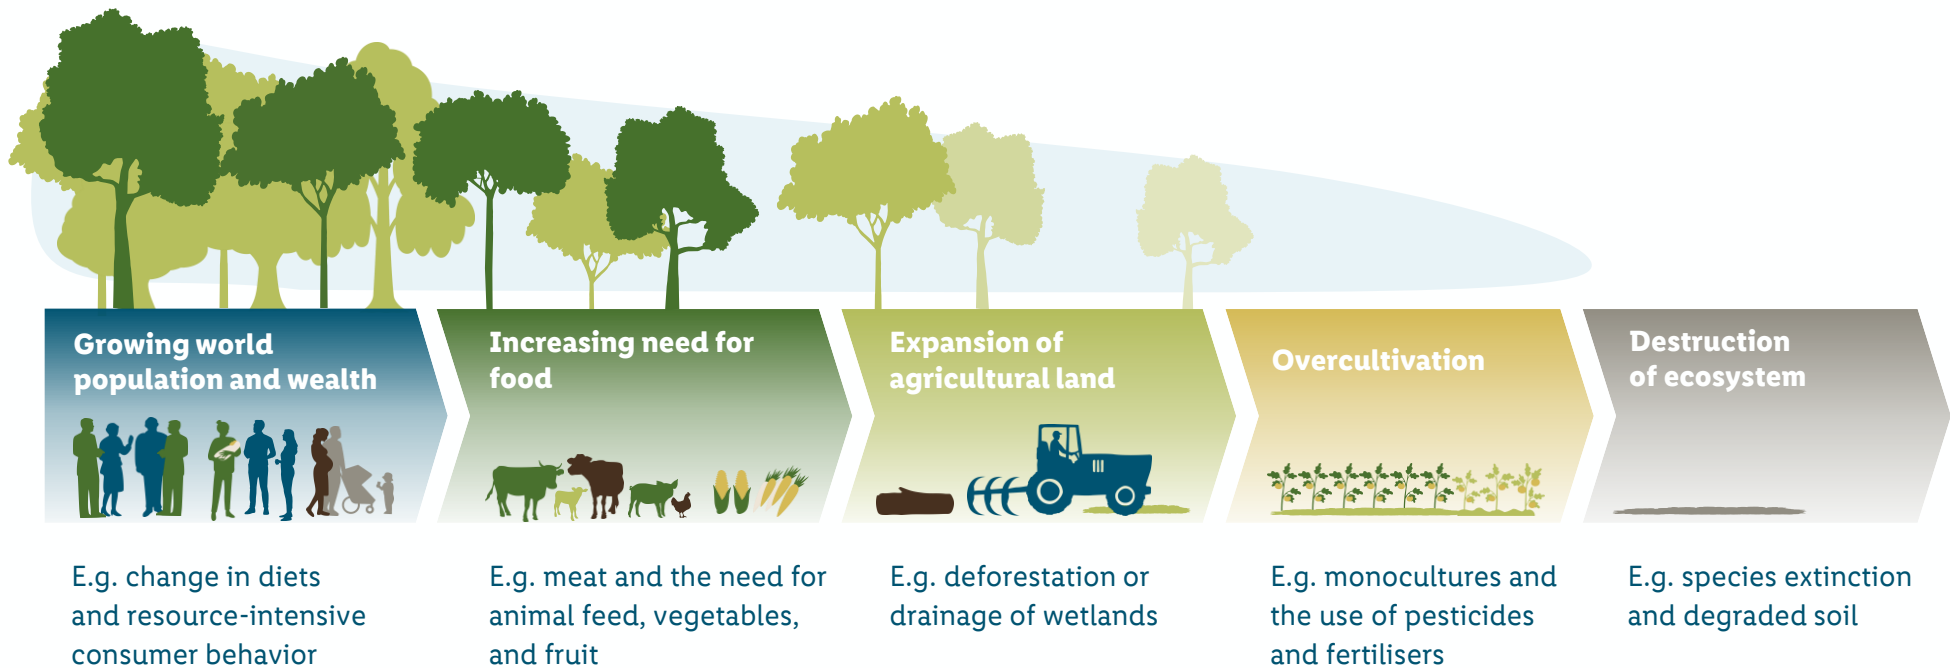 Growing world
population and wealth
Increasing need for
food
Expansion of
agricultural land
Overcultivation
Destruction
of ecosystem
E.g. change in diets
and resource-intensive
consumer behavior
E.g. meat and the need for
animal feed, vegetables,
and fruit
E.g. deforestation or
drainage of wetlands
E.g. monocultures and
the use of pesticides
and fertilisers
E.g. species extinction
and degraded soil